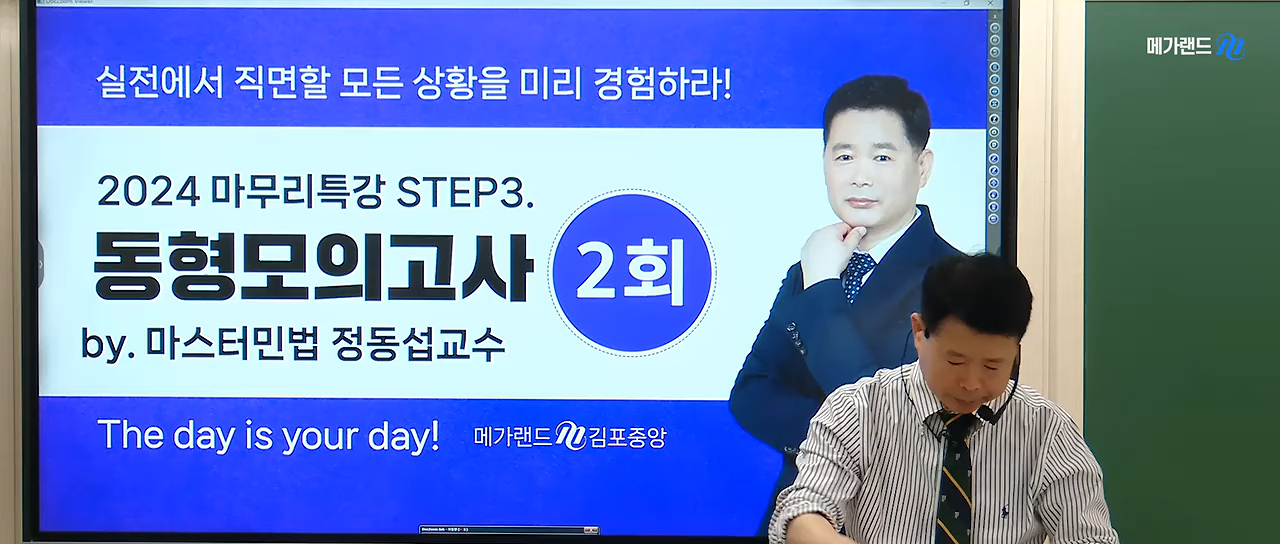 DocZoom Viewer
메가랜드
실전에서 직면할 모든 상황을 미리 경험하라!
2024 마무리특강 STEP3.
동형모의고사 2회
by. 마스터민법 정동섭교수
The day is your day!
메가랜드 김포중앙